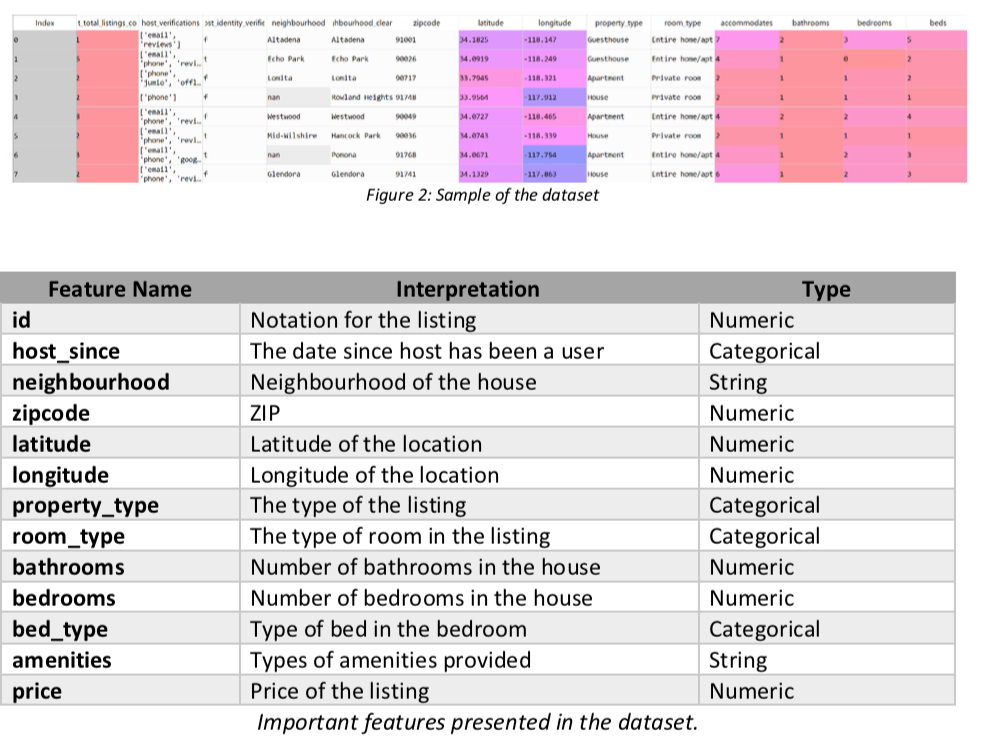 Index t_total_listings_co host_verifications ost_identity_verifie neighbourhood ihbourhood_clear zipcode latitude longitude property_type room_type accommodates bathrooms bedrooms beds
0 ['email', 'reviews'] f Altadena Altadena 91001 34.1825 -118.147 Guesthouse Entire home/apt 7 2 3 5
1 ['email', 'phone', 'revi… t Echo Park Echo Park 90026 34.0919 -118.249 Guesthouse Entire home/apt 4 1 0 2
2 ['phone', 'jumio', 'offl… f Lomita Lomita 90717 33.7945 -118.321 Apartment Private room 2 1 1 2
3 ['phone'] f nan Rowland Heights 91748 33.9564 -117.912 House Private room 2 1 1 1
4 ['email', 'phone', 'revi… f Westwood Westwood 90049 34.0727 -118.465 Apartment Entire home/apt 4 2 2 4
5 ['email', 'phone', 'revi… t Mid-Wilshire Hancock Park 90036 34.0743 -118.339 House Private room 2 1 1 1
6 ['email', 'phone', 'goog… t nan Pomona 91768 34.0671 -117.754 Apartment Entire home/apt 4 1 2 3
7 ['email', 'phone', 'revi… f Glendora Glendora 91741 34.1329 -117.863 House Entire home/apt 6 1 2 3
Figure 2: Sample of the dataset
Feature Name Interpretation Type
id Notation for the listing Numeric
host_since The date since host has been a user Categorical
neighbourhood Neighbourhood of the house String
zipcode ZIP Numeric
latitude Latitude of the location Numeric
longitude Longitude of the location Numeric
property_type The type of the listing Categorical
room_type The type of room in the listing Categorical
bathrooms Number of bathrooms in the house Numeric
bedrooms Number of bedrooms in the house Numeric
bed_type Type of bed in the bedroom Categorical
amenities Types of amenities provided String
price Price of the listing Numeric
Important features presented in the dataset.